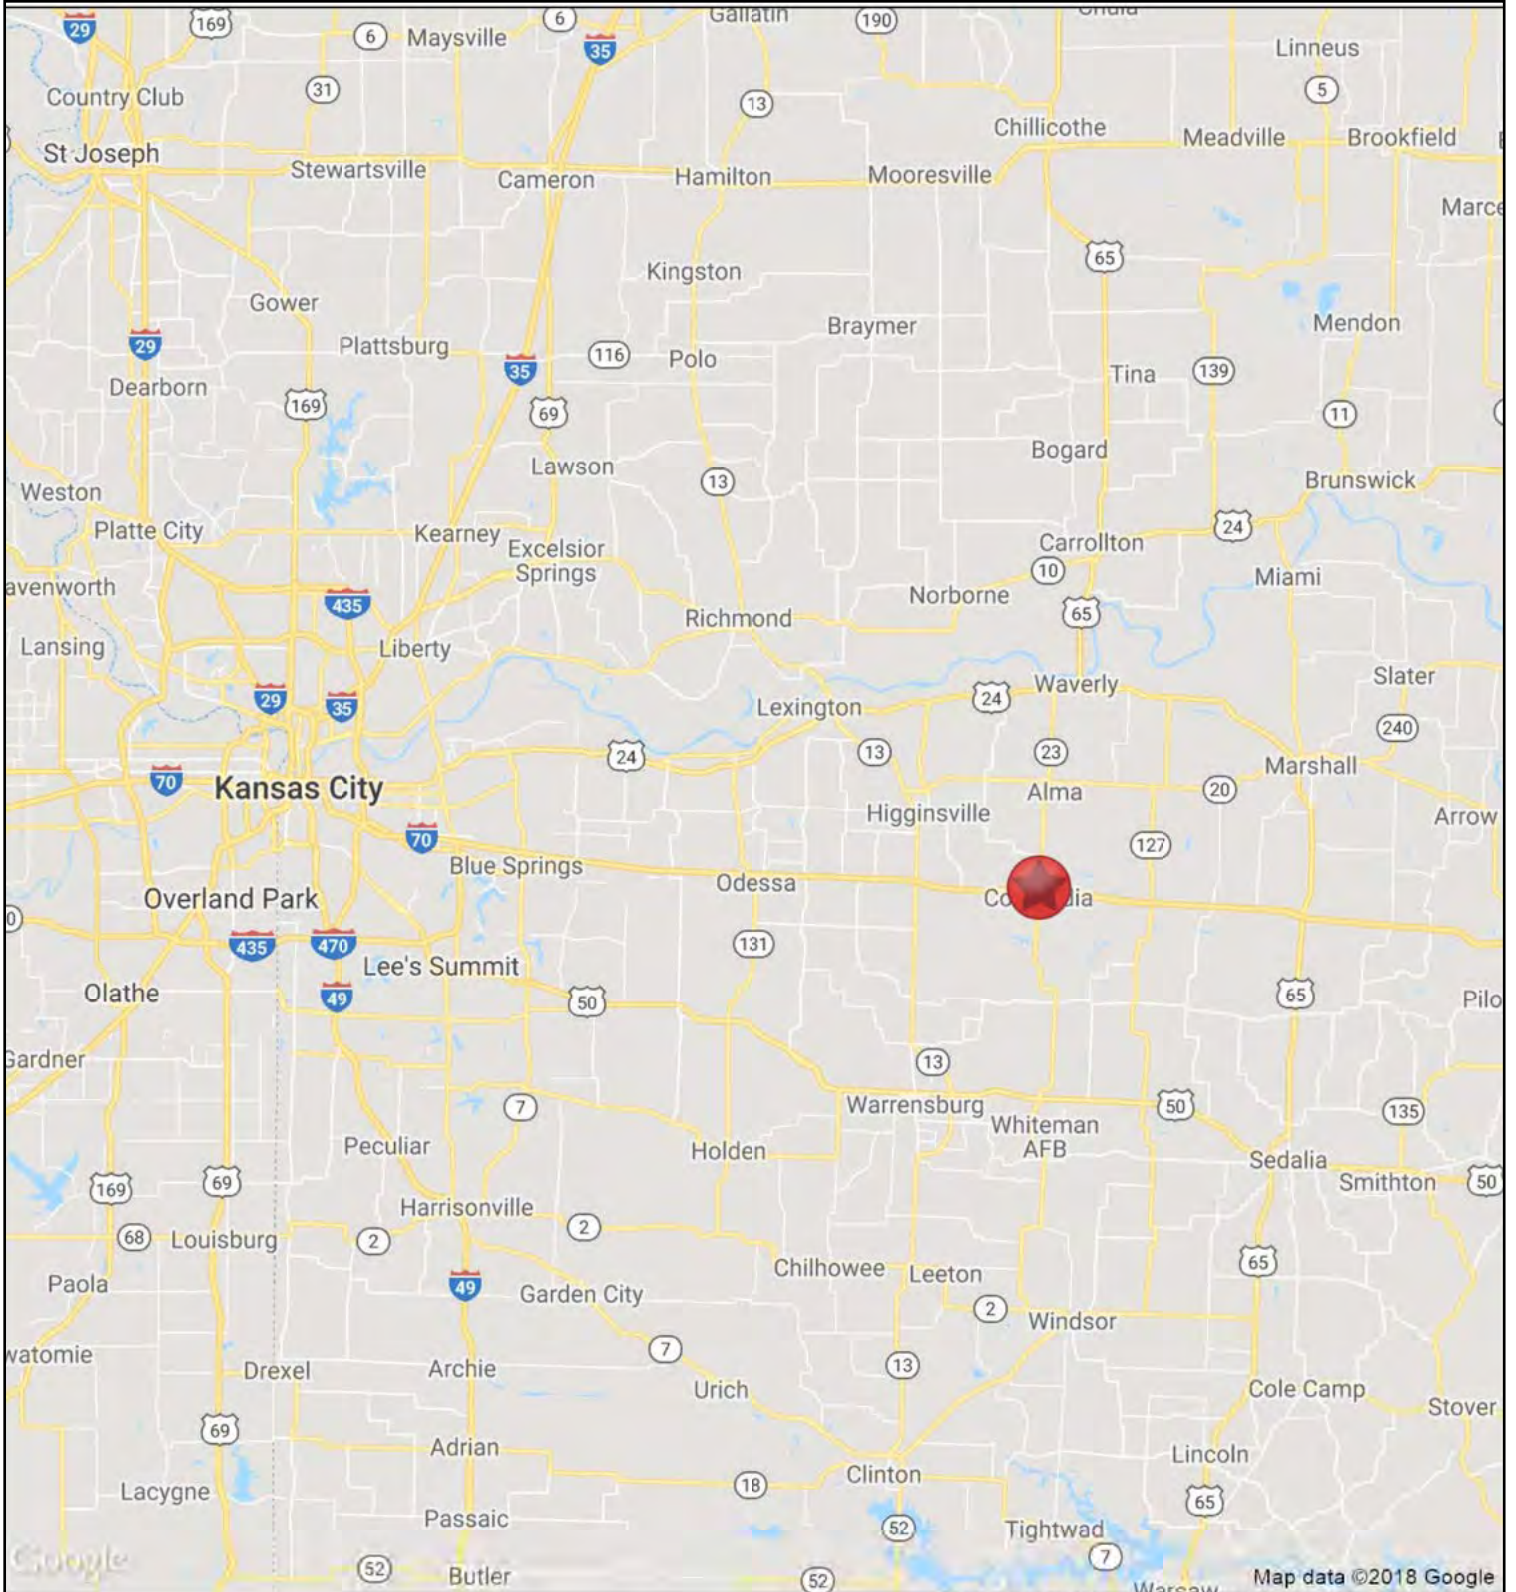 29
169
6
Maysville
6
35
Gallatin
190
Linneus
5
31
Country Club
13
Chillicothe
Meadville
Brookfield
St Joseph
Stewartsville
Cameron
Hamilton
Mooresville
Marce
65
Kingston
Gower
Braymer
Mendon
29
Plattsburg
116
Polo
35
Tina
139
Dearborn
169
69
11
Bogard
Lawson
13
Brunswick
Weston
Platte City
24
Kearney
Excelsior
Springs
Carrollton
10
Miami
avenworth
435
Norborne
65
Richmond
Lansing
Liberty
Slater
29
35
Waverly
24
Lexington
240
24
13
23
Marshall
70
Kansas City
Alma
20
Higginsville
Arrow
70
127
Blue Springs
Odessa
Co
dia
Overland Park
0
435
470
131
Lee's Summit
Olathe
49
50
65
Pilo
Gardner
13
7
Warrensburg
50
135
Whiteman
AFB
Peculiar
Holden
Sedalia
Smithton
50
169
69
Harrisonville
2
68
Louisburg
2
65
Chilhowee
Leeton
Paola
49
Garden City
2
Windsor
7
watomie
Drexel
Archie
13
Urich
Cole Camp
Stover
69
Adrian
Lincoln
Clinton
18
Lacygne
65
Passaic
52
Tightwad
7
Google
52
Butler
52
Warsaw
Map data ©2018 Google